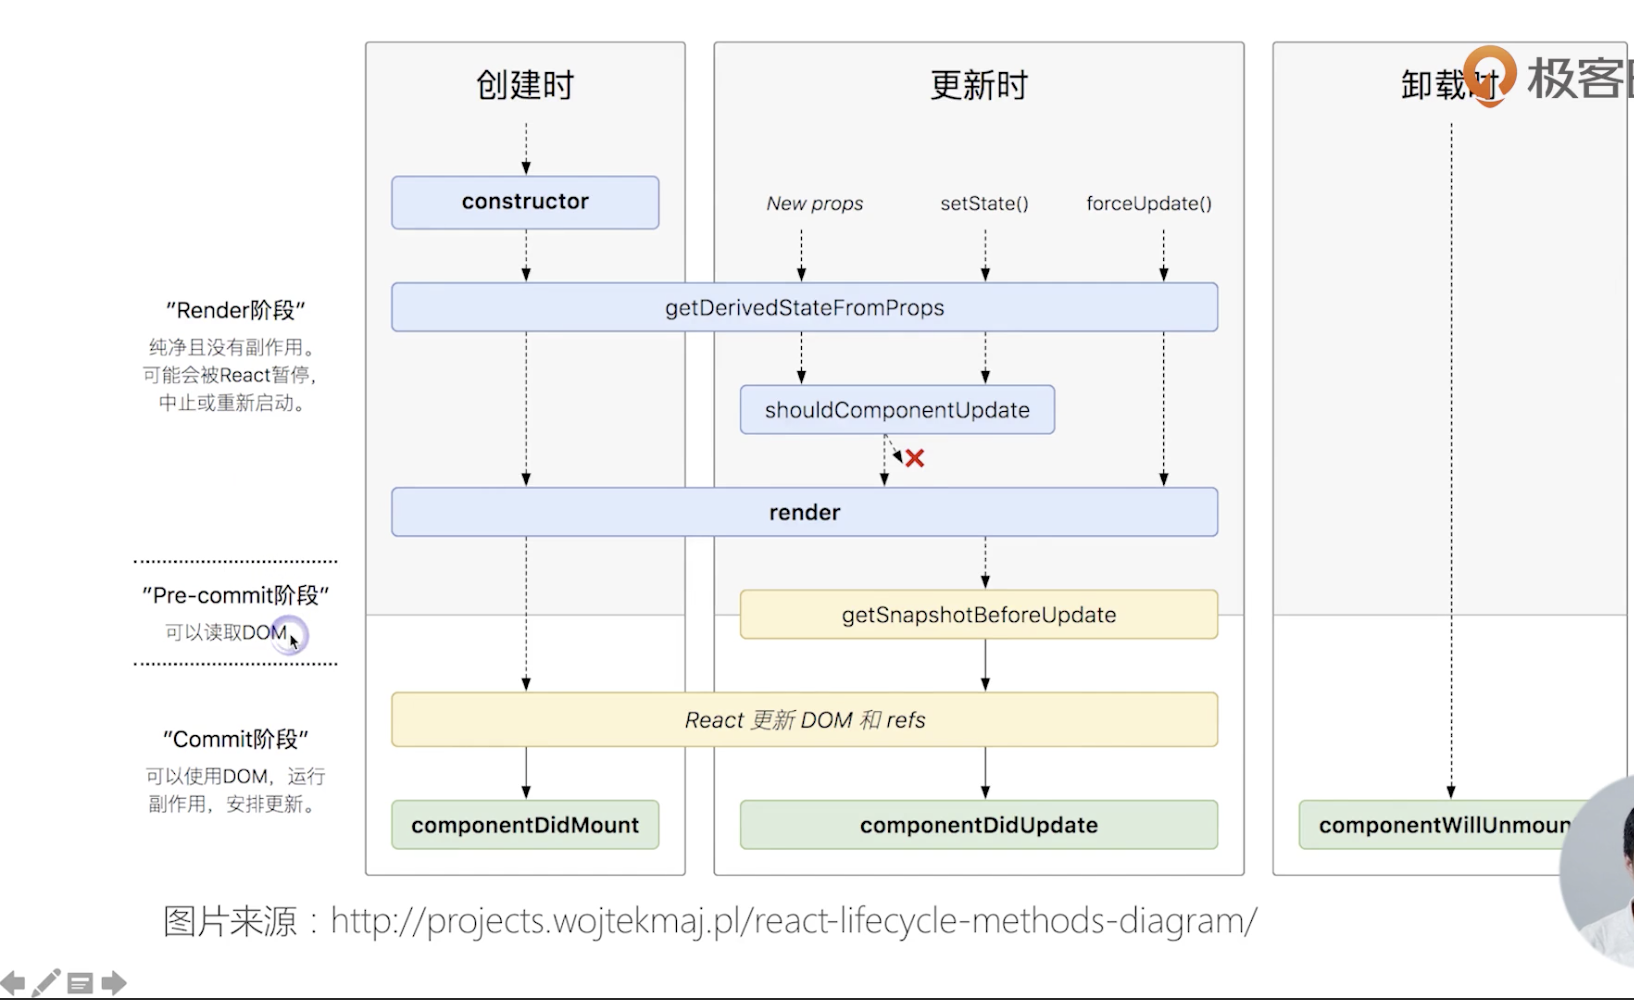 创建时
更新时
卸载时
极客
constructor
New props
setState()
forceUpdate()
"Render阶段"
纯净且没有副作用。
可能会被React暂停，
中止或重新启动。
getDerivedStateFromProps
shouldComponentUpdate
render
"Pre-commit阶段"
可以读取DOM
getSnapshotBeforeUpdate
React 更新 DOM 和 refs
"Commit阶段"
可以使用DOM，运行
副作用，安排更新。
componentDidMount
componentDidUpdate
componentWillUnmoun
图片来源：http://projects.wojtekmaj.pl/react-lifecycle-methods-diagram/